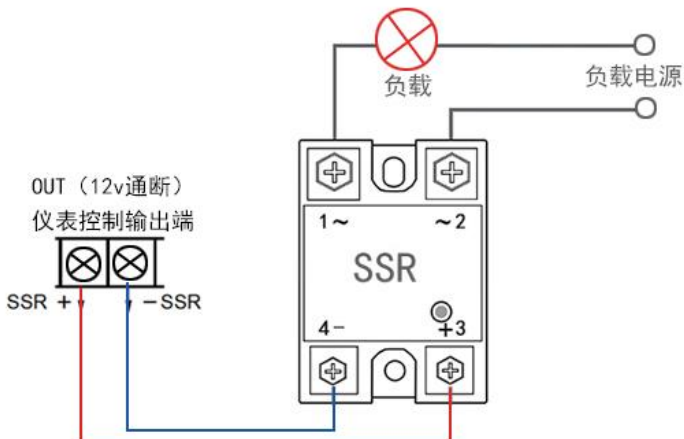 负载
负载电源
OUT（12v通断）
仪表控制输出端
SSR + －SSR
1~ ~2
SSR
4- +3